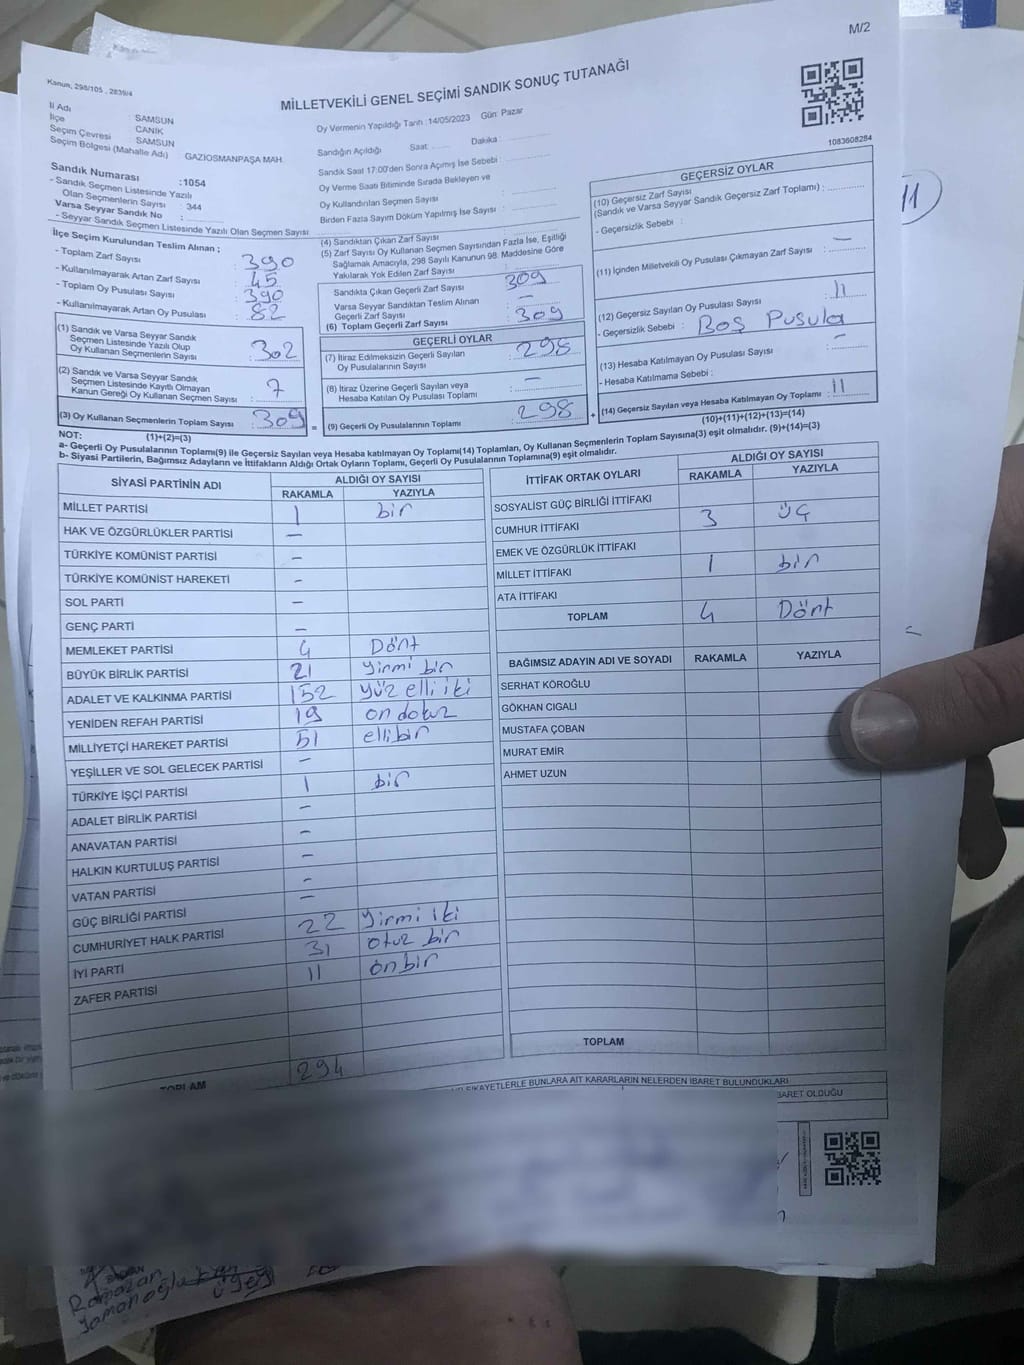 M/2
Kanun, 298/105 , 2839/4
MİLLETVEKİLİ GENEL SEÇİMİ SANDIK SONUÇ TUTANAĞI
1083608284
İl Adı : SAMSUN
İlçe : CANİK
Seçim Çevresi : SAMSUN
Seçim Bölgesi (Mahalle Adı) GAZİOSMANPAŞA MAH.
Sandık Numarası :1054
- Sandık Seçmen Listesinde Yazılı
Olan Seçmenlerin Sayısı 344
Varsa Seyyar Sandık No :
- Seyyar Sandık Seçmen Listesinde Yazılı Olan Seçmen Sayısı
Oy Vermenin Yapıldığı Tarih :14/05/2023 Gün Pazar
Sandığın Açıldığı Saat Dakika :
Sandık Saat 17:00'den Sonra Açılmış İse Sebebi :
Oy Verme Saati Bitiminde Sırada Bekleyen ve
Oy Kullandırılan Seçmen Sayısı :
Birden Fazla Sayım Döküm Yapılmış İse Sayısı :
İlçe Seçim Kurulundan Teslim Alınan ;
- Toplam Zarf Sayısı : 390
- Kullanılmayarak Artan Zarf Sayısı : 45
- Toplam Oy Pusulası Sayısı : 390
- Kullanılmayarak Artan Oy Pusulası : 82
(1) Sandık ve Varsa Seyyar Sandık
Seçmen Listesinde Yazılı Olup
Oy Kullanan Seçmenlerin Sayısı : 302
(2) Sandık ve Varsa Seyyar Sandık
Seçmen Listesinde Kayıtlı Olmayan
Kanun Gereği Oy Kullanan Seçmen Sayısı : 7
(3) Oy Kullanan Seçmenlerin Toplam Sayısı : 309
(1)+(2)=(3)
(4) Sandıktan Çıkan Zarf Sayısı
(5) Zarf Sayısı Oy Kullanan Seçmen Sayısından Fazla İse, Eşitliği
Sağlamak Amacıyla, 298 Sayılı Kanunun 98. Maddesine Göre
Yakılarak Yok Edilen Zarf Sayısı :
Sandıkta Çıkan Geçerli Zarf Sayısı : 309
Varsa Seyyar Sandıktan Teslim Alınan
Geçerli Zarf Sayısı : –
(6) Toplam Geçerli Zarf Sayısı : 309
GEÇERLİ OYLAR
(7) İtiraz Edilmeksizin Geçerli Sayılan
Oy Pusulalarının Sayısı : 298
(8) İtiraz Üzerine Geçerli Sayılan veya
Hesaba Katılan Oy Pusulası Toplamı : –
= (9) Geçerli Oy Pusulalarının Toplamı : 298
GEÇERSİZ OYLAR
(10) Geçersiz Zarf Sayısı
(Sandık ve Varsa Seyyar Sandık Geçersiz Zarf Toplamı) :
- Geçersizlik Sebebi :
(11) İçinden Milletvekili Oy Pusulası Çıkmayan Zarf Sayısı : –
(12) Geçersiz Sayılan Oy Pusulası Sayısı : 11
- Geçersizlik Sebebi : Boş Pusula
(13) Hesaba Katılmayan Oy Pusulası Sayısı : –
- Hesaba Katılmama Sebebi :
+ (14) Geçersiz Sayılan veya Hesaba Katılmayan Oy Toplamı : 11
(10)+(11)+(12)+(13)=(14)
11
NOT:
a- Geçerli Oy Pusulalarının Toplamı(9) ile Geçersiz Sayılan veya Hesaba katılmayan Oy Toplamı(14) Toplamları, Oy Kullanan Seçmenlerin Toplam Sayısına(3) eşit olmalıdır. (9)+(14)=(3)
b- Siyasi Partilerin, Bağımsız Adayların ve İttifakların Aldığı Ortak Oyların Toplamı, Geçerli Oy Pusulalarının Toplamına(9) eşit olmalıdır.
SİYASİ PARTİNİN ADI ALDIĞI OY SAYISI
RAKAMLA YAZIYLA
MİLLET PARTİSİ 1 bir
HAK VE ÖZGÜRLÜKLER PARTİSİ –
TÜRKİYE KOMÜNİST PARTİSİ –
TÜRKİYE KOMÜNİST HAREKETİ –
SOL PARTİ –
GENÇ PARTİ –
MEMLEKET PARTİSİ 4 Dört
BÜYÜK BİRLİK PARTİSİ 21 yirmi bir
ADALET VE KALKINMA PARTİSİ 152 yüz elli iki
YENİDEN REFAH PARTİSİ 19 on dokuz
MİLLİYETÇİ HAREKET PARTİSİ 51 elli bir
YEŞİLLER VE SOL GELECEK PARTİSİ –
TÜRKİYE İŞÇİ PARTİSİ 1 bir
ADALET BİRLİK PARTİSİ –
ANAVATAN PARTİSİ –
HALKIN KURTULUŞ PARTİSİ –
VATAN PARTİSİ –
GÜÇ BİRLİĞİ PARTİSİ –
CUMHURİYET HALK PARTİSİ 22 yirmi iki
İYİ PARTİ 31 otuz bir
ZAFER PARTİSİ 11 on bir
TOPLAM 294
İTTİFAK ORTAK OYLARI ALDIĞI OY SAYISI
RAKAMLA YAZIYLA
SOSYALİST GÜÇ BİRLİĞİ İTTİFAKI
CUMHUR İTTİFAKI 3 üç
EMEK VE ÖZGÜRLÜK İTTİFAKI
MİLLET İTTİFAKI 1 bir
ATA İTTİFAKI
TOPLAM 4 Dört
BAĞIMSIZ ADAYIN ADI VE SOYADI RAKAMLA YAZIYLA
SERHAT KÖROĞLU
GÖKHAN CIGALI
MUSTAFA ÇOBAN
MURAT EMİR
AHMET UZUN
TOPLAM
ŞİKAYETLERLE BUNLARA AİT KARARLARIN NELERDEN İBARET BULUNDUKLARI
İBARET OLDUĞU
Ramazan
Yamanoğlu
üye